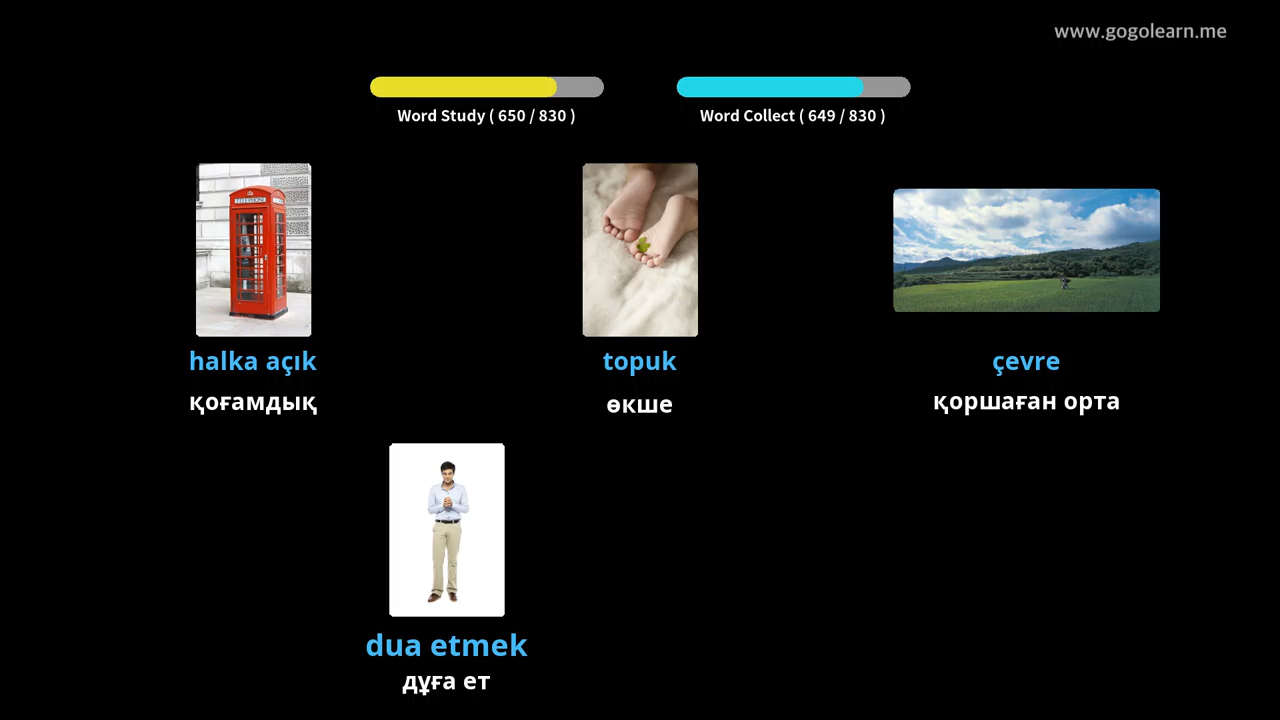 www.gogolearn.me
Word Study ( 650 / 830 )
Word Collect ( 649 / 830 )
TELEPHONE
halka açık
topuk
çevre
қоғамдық
өкше
қоршаған орта
dua etmek
дұға ет